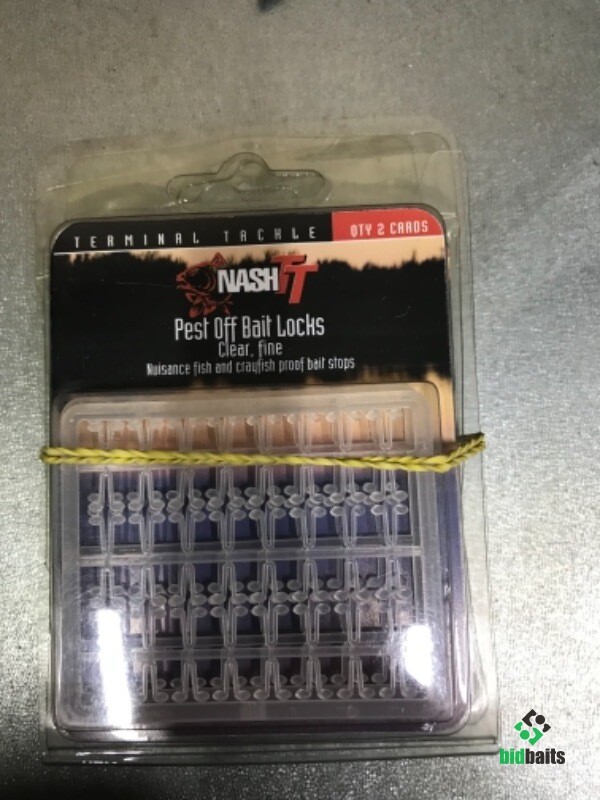 TERMINAL TACKLE QTY 2 CARDS
NASH TT
Pest Off Bait Locks
Clear, fine
Nuisance fish and crayfish proof bait stops
bidbaits